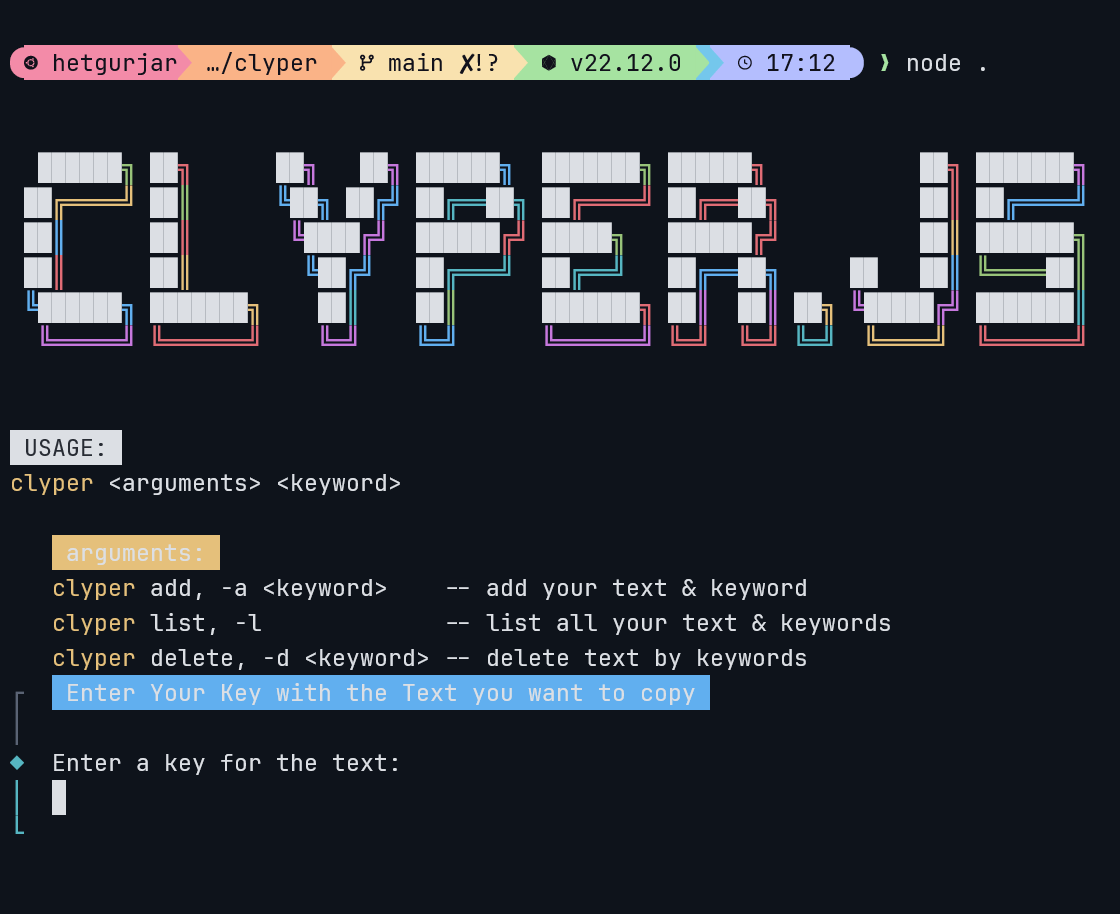 hetgurjar …/clyper main ✗!? v22.12.0 17:12 ❯ node .
CLYPER.JS
USAGE:
clyper <arguments> <keyword>
arguments:
clyper add, -a <keyword> -- add your text & keyword
clyper list, -l -- list all your text & keywords
clyper delete, -d <keyword> -- delete text by keywords
Enter Your Key with the Text you want to copy
Enter a key for the text: